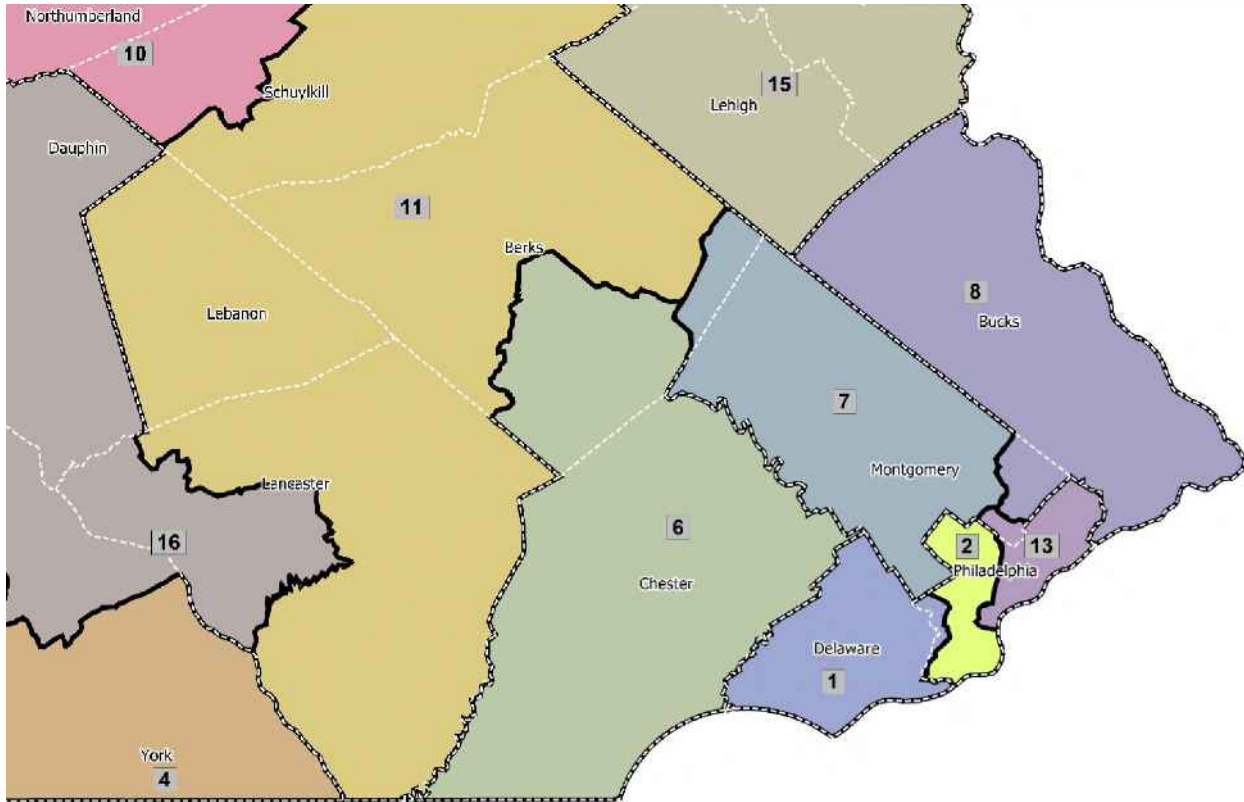 Northumberland
10
Schuylkill
15
Lehigh
Dauphin
11
Berks
8
Lebanon
Bucks
7
Montgomery
Lancaster
6
16
2
13
Philadelphia
Chester
Delaware
1
York
4